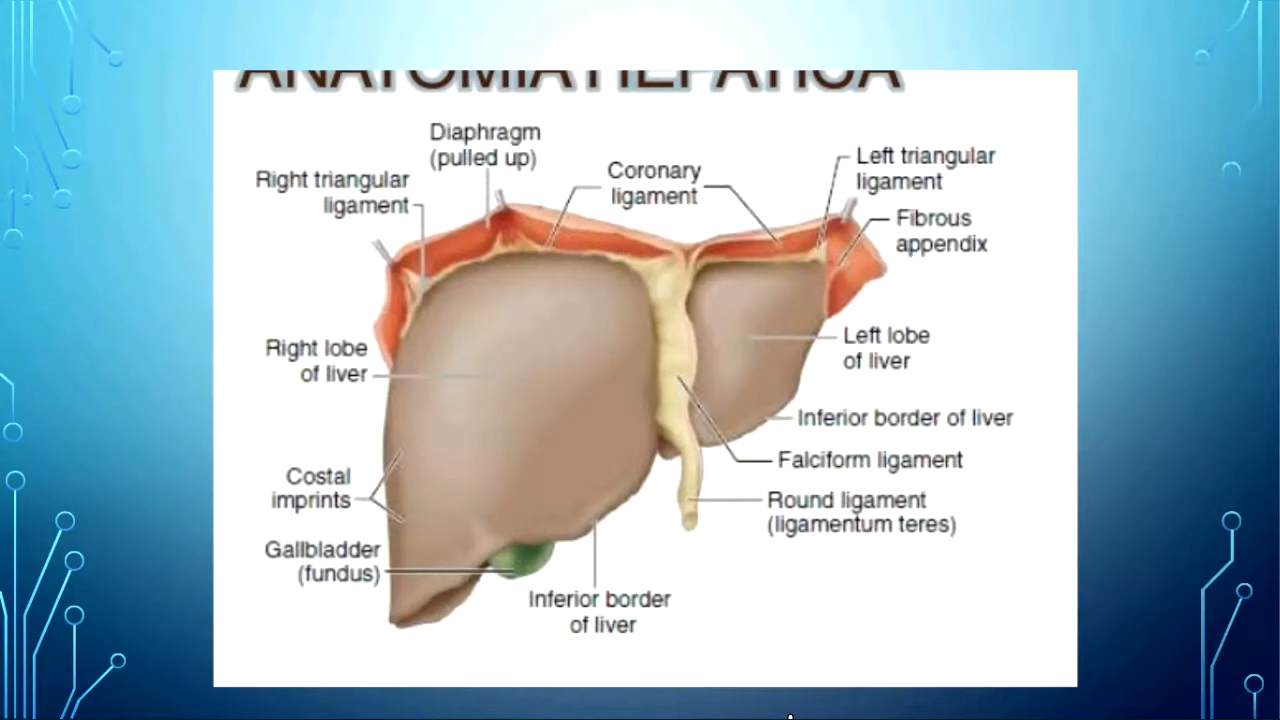 ANATOMIA HEPATICA
Diaphragm
(pulled up)
Right triangular
ligament
Coronary
ligament
Left triangular
ligament
Fibrous
appendix
Right lobe
of liver
Left lobe
of liver
Inferior border of liver
Falciform ligament
Costal
imprints
Round ligament
(ligamentum teres)
Gallbladder
(fundus)
Inferior border
of liver